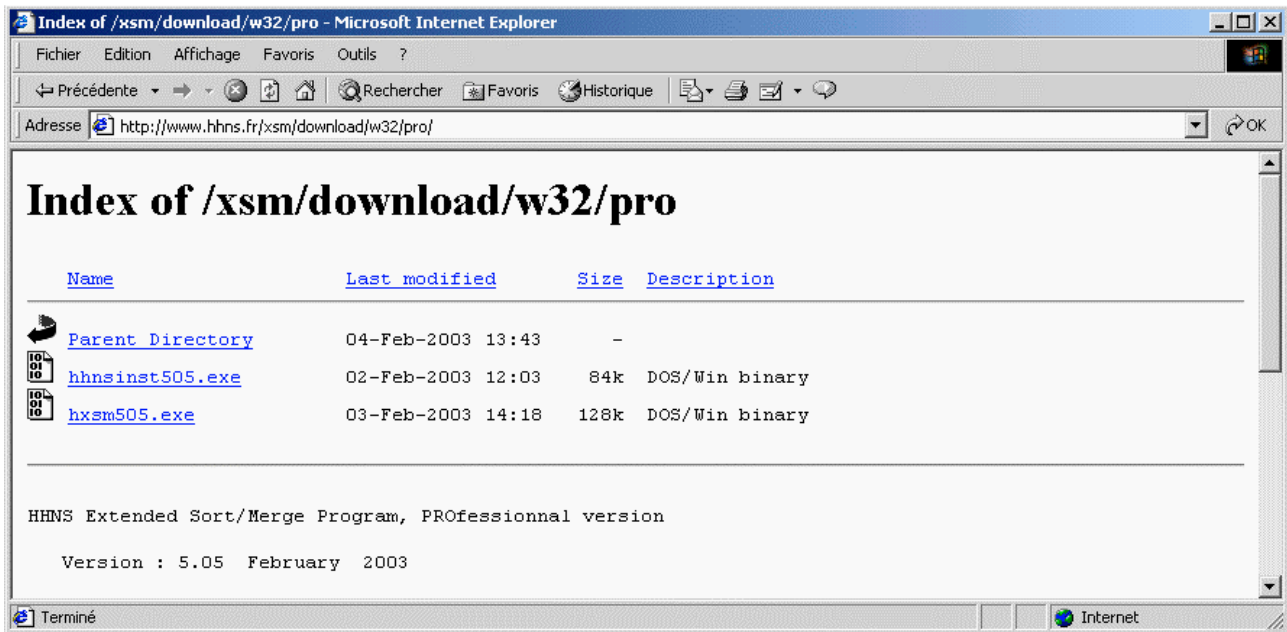 Index of /xsm/download/w32/pro - Microsoft Internet Explorer
Fichier Edition Affichage Favoris Outils ?
Précédente Rechercher Favoris Historique
Adresse http://www.hhns.fr/xsm/download/w32/pro/ OK
Index of /xsm/download/w32/pro
Name Last modified Size Description
Parent Directory 04-Feb-2003 13:43 -
hhnsinst505.exe 02-Feb-2003 12:03 84k DOS/Win binary
hxsm505.exe 03-Feb-2003 14:18 128k DOS/Win binary
HHNS Extended Sort/Merge Program, PROfessionnal version
Version : 5.05 February 2003
Terminé Internet